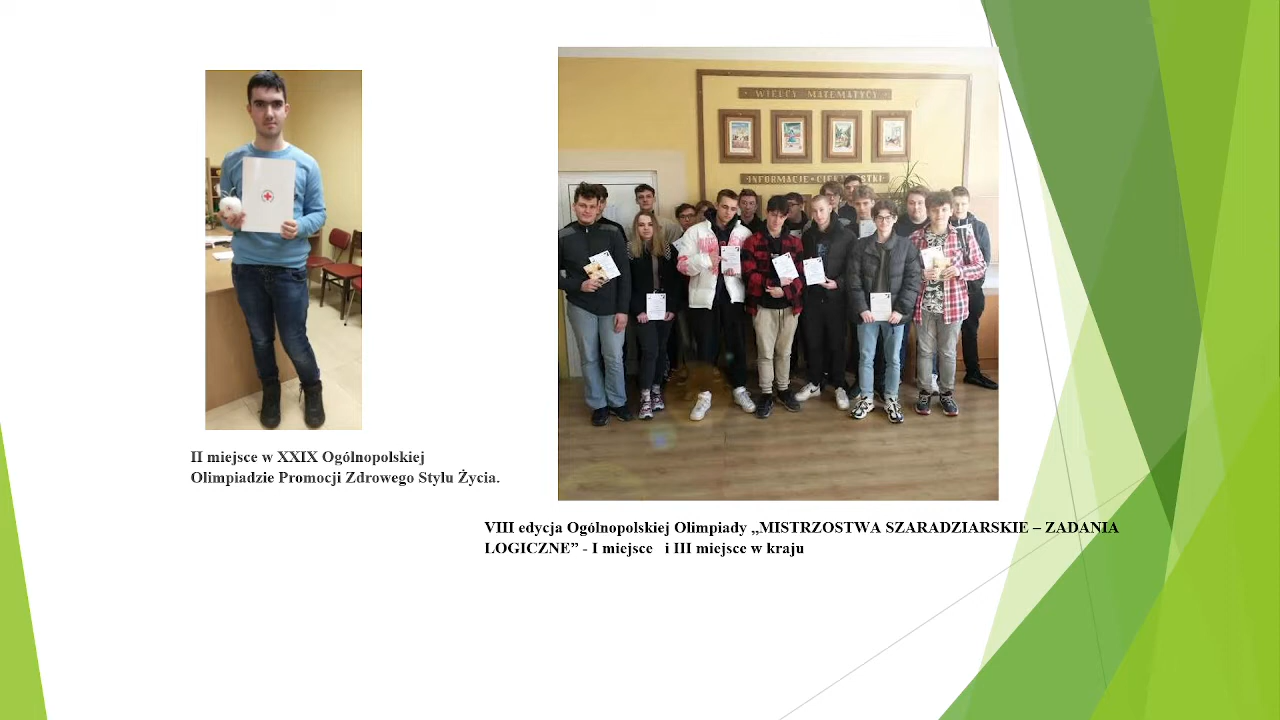 WIELCY MATEMATYCY
INFORMACJE - CIEKAWOSTKI
II miejsce w XXIX Ogólnopolskiej
Olimpiadzie Promocji Zdrowego Stylu Życia.
VIII edycja Ogólnopolskiej Olimpiady „MISTRZOSTWA SZARADZIARSKIE – ZADANIA
LOGICZNE” - I miejsce   i III miejsce w kraju